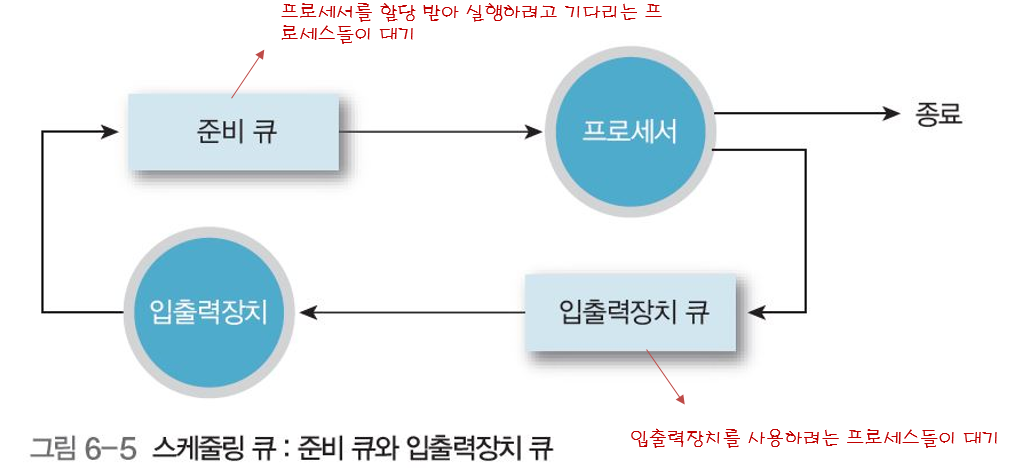 프로세서를 할당 받아 실행하려고 기다리는 프
로세스들이 대기
준비 큐
프로세서
종료
입출력장치
입출력장치 큐
입출력장치를 사용하려는 프로세스들이 대기
그림 6-5 스케줄링 큐 : 준비 큐와 입출력장치 큐